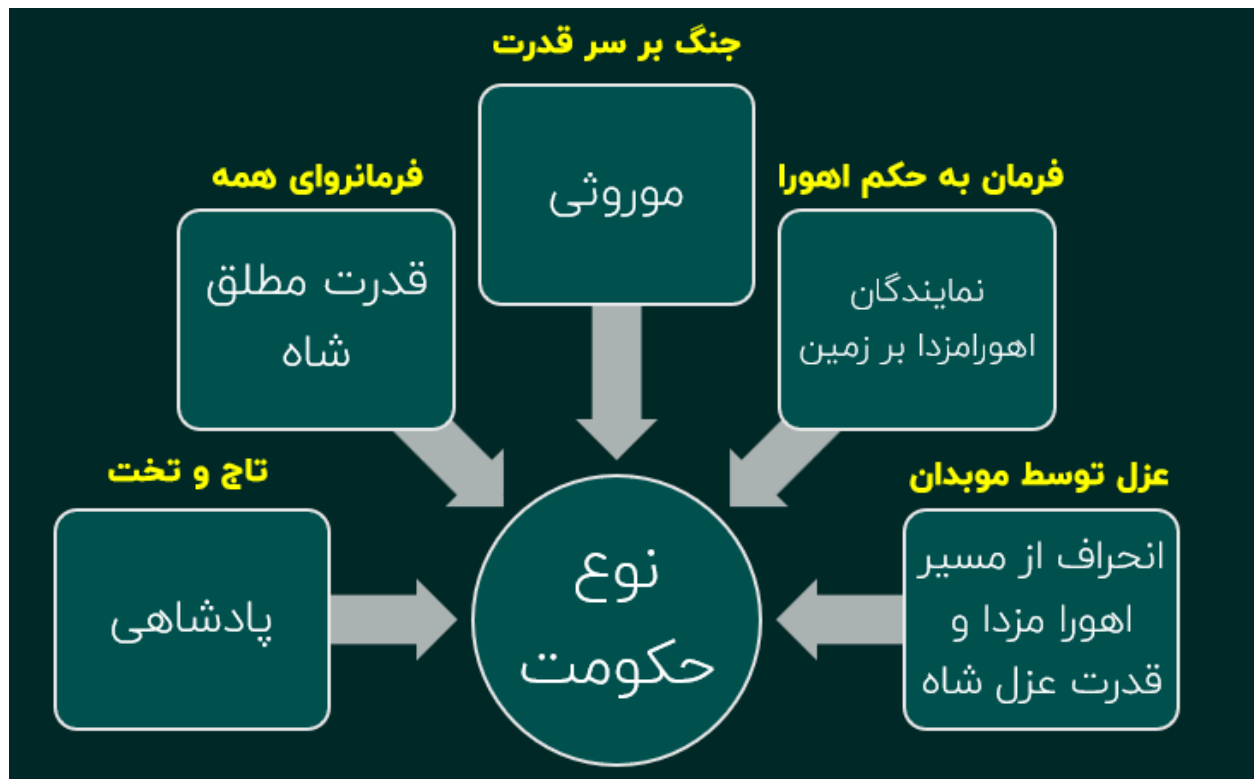 جنگ بر سر قدرت
موروثی
فرمان به حکم اهورا
نمایندگان
اهورامزدا بر زمین
فرمانروای همه
قدرت مطلق
شاه
عزل توسط موبدان
انحراف از مسیر
اهورا مزدا و
قدرت عزل شاه
تاج و تخت
پادشاهی
نوع
حکومت